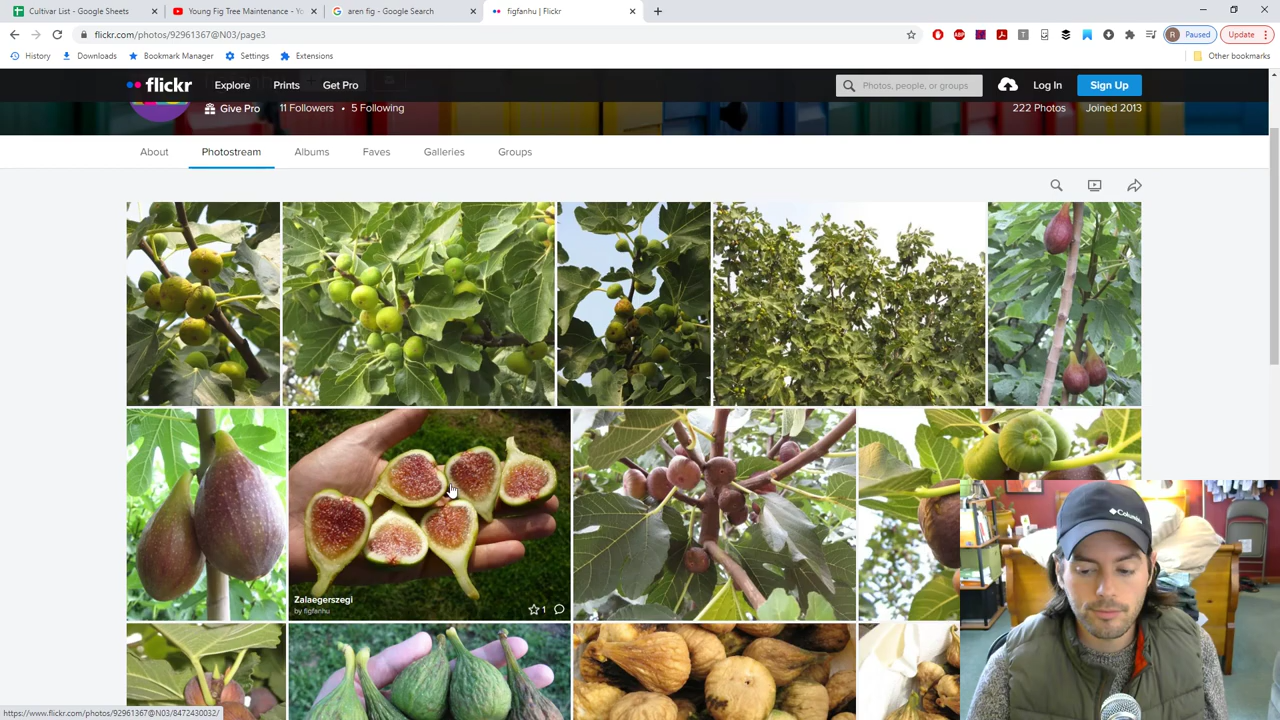 Cultivar List - Google Sheets
Young Fig Tree Maintenance - Yo
aren fig - Google Search
figfanhu | Flickr
flickr.com/photos/92961367@N03/page3
R Paused
Update
History
Downloads
Bookmark Manager
Settings
Extensions
Other bookmarks
flickr
Explore
Prints
Get Pro
Photos, people, or groups
Log In
Sign Up
Give Pro
11 Followers • 5 Following
222 Photos
Joined 2013
About
Photostream
Albums
Faves
Galleries
Groups
Zalaegerszegi
by figfanhu
1
Columbia
https://www.flickr.com/photos/92961367@N03/8472430032/